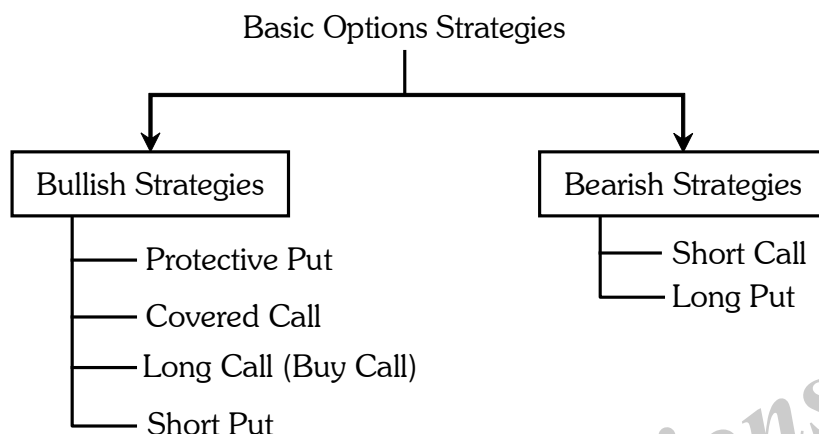 Basic Options Strategies
Bullish Strategies
Protective Put
Covered Call
Long Call (Buy Call)
Short Put
Bearish Strategies
Short Call
Long Put